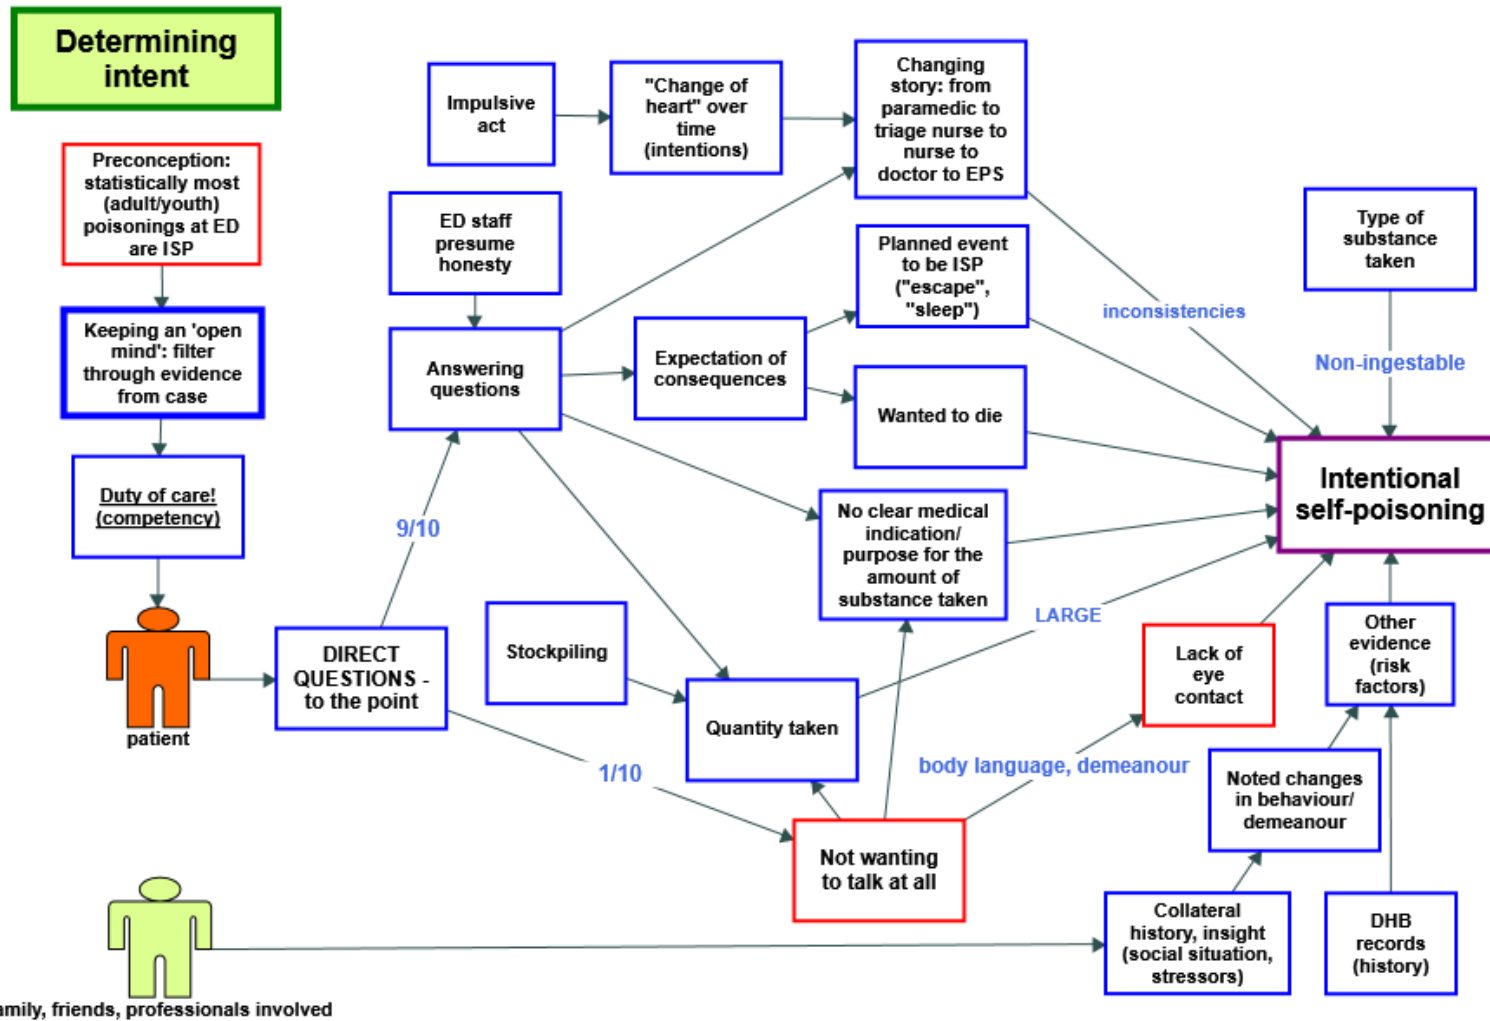 Determining
intent
Preconception:
statistically most
(adult/youth)
poisonings at ED
are ISP
Keeping an 'open
mind': filter
through evidence
from case
Duty of care!
(competency)
patient
DIRECT
QUESTIONS -
to the point
9/10
1/10
Impulsive
act
"Change of
heart" over
time
(intentions)
Changing
story: from
paramedic to
triage nurse to
nurse to
doctor to EPS
ED staff
presume
honesty
Answering
questions
Expectation of
consequences
Planned event
to be ISP
("escape",
"sleep")
Wanted to die
No clear medical
indication/
purpose for the
amount of
substance taken
Stockpiling
Quantity taken
Not wanting
to talk at all
inconsistencies
LARGE
body language, demeanour
Lack of
eye
contact
Type of
substance
taken
Non-ingestable
Intentional
self-poisoning
Other
evidence
(risk
factors)
Noted changes
in behaviour/
demeanour
Collateral
history, insight
(social situation,
stressors)
DHB
records
(history)
amily, friends, professionals involved